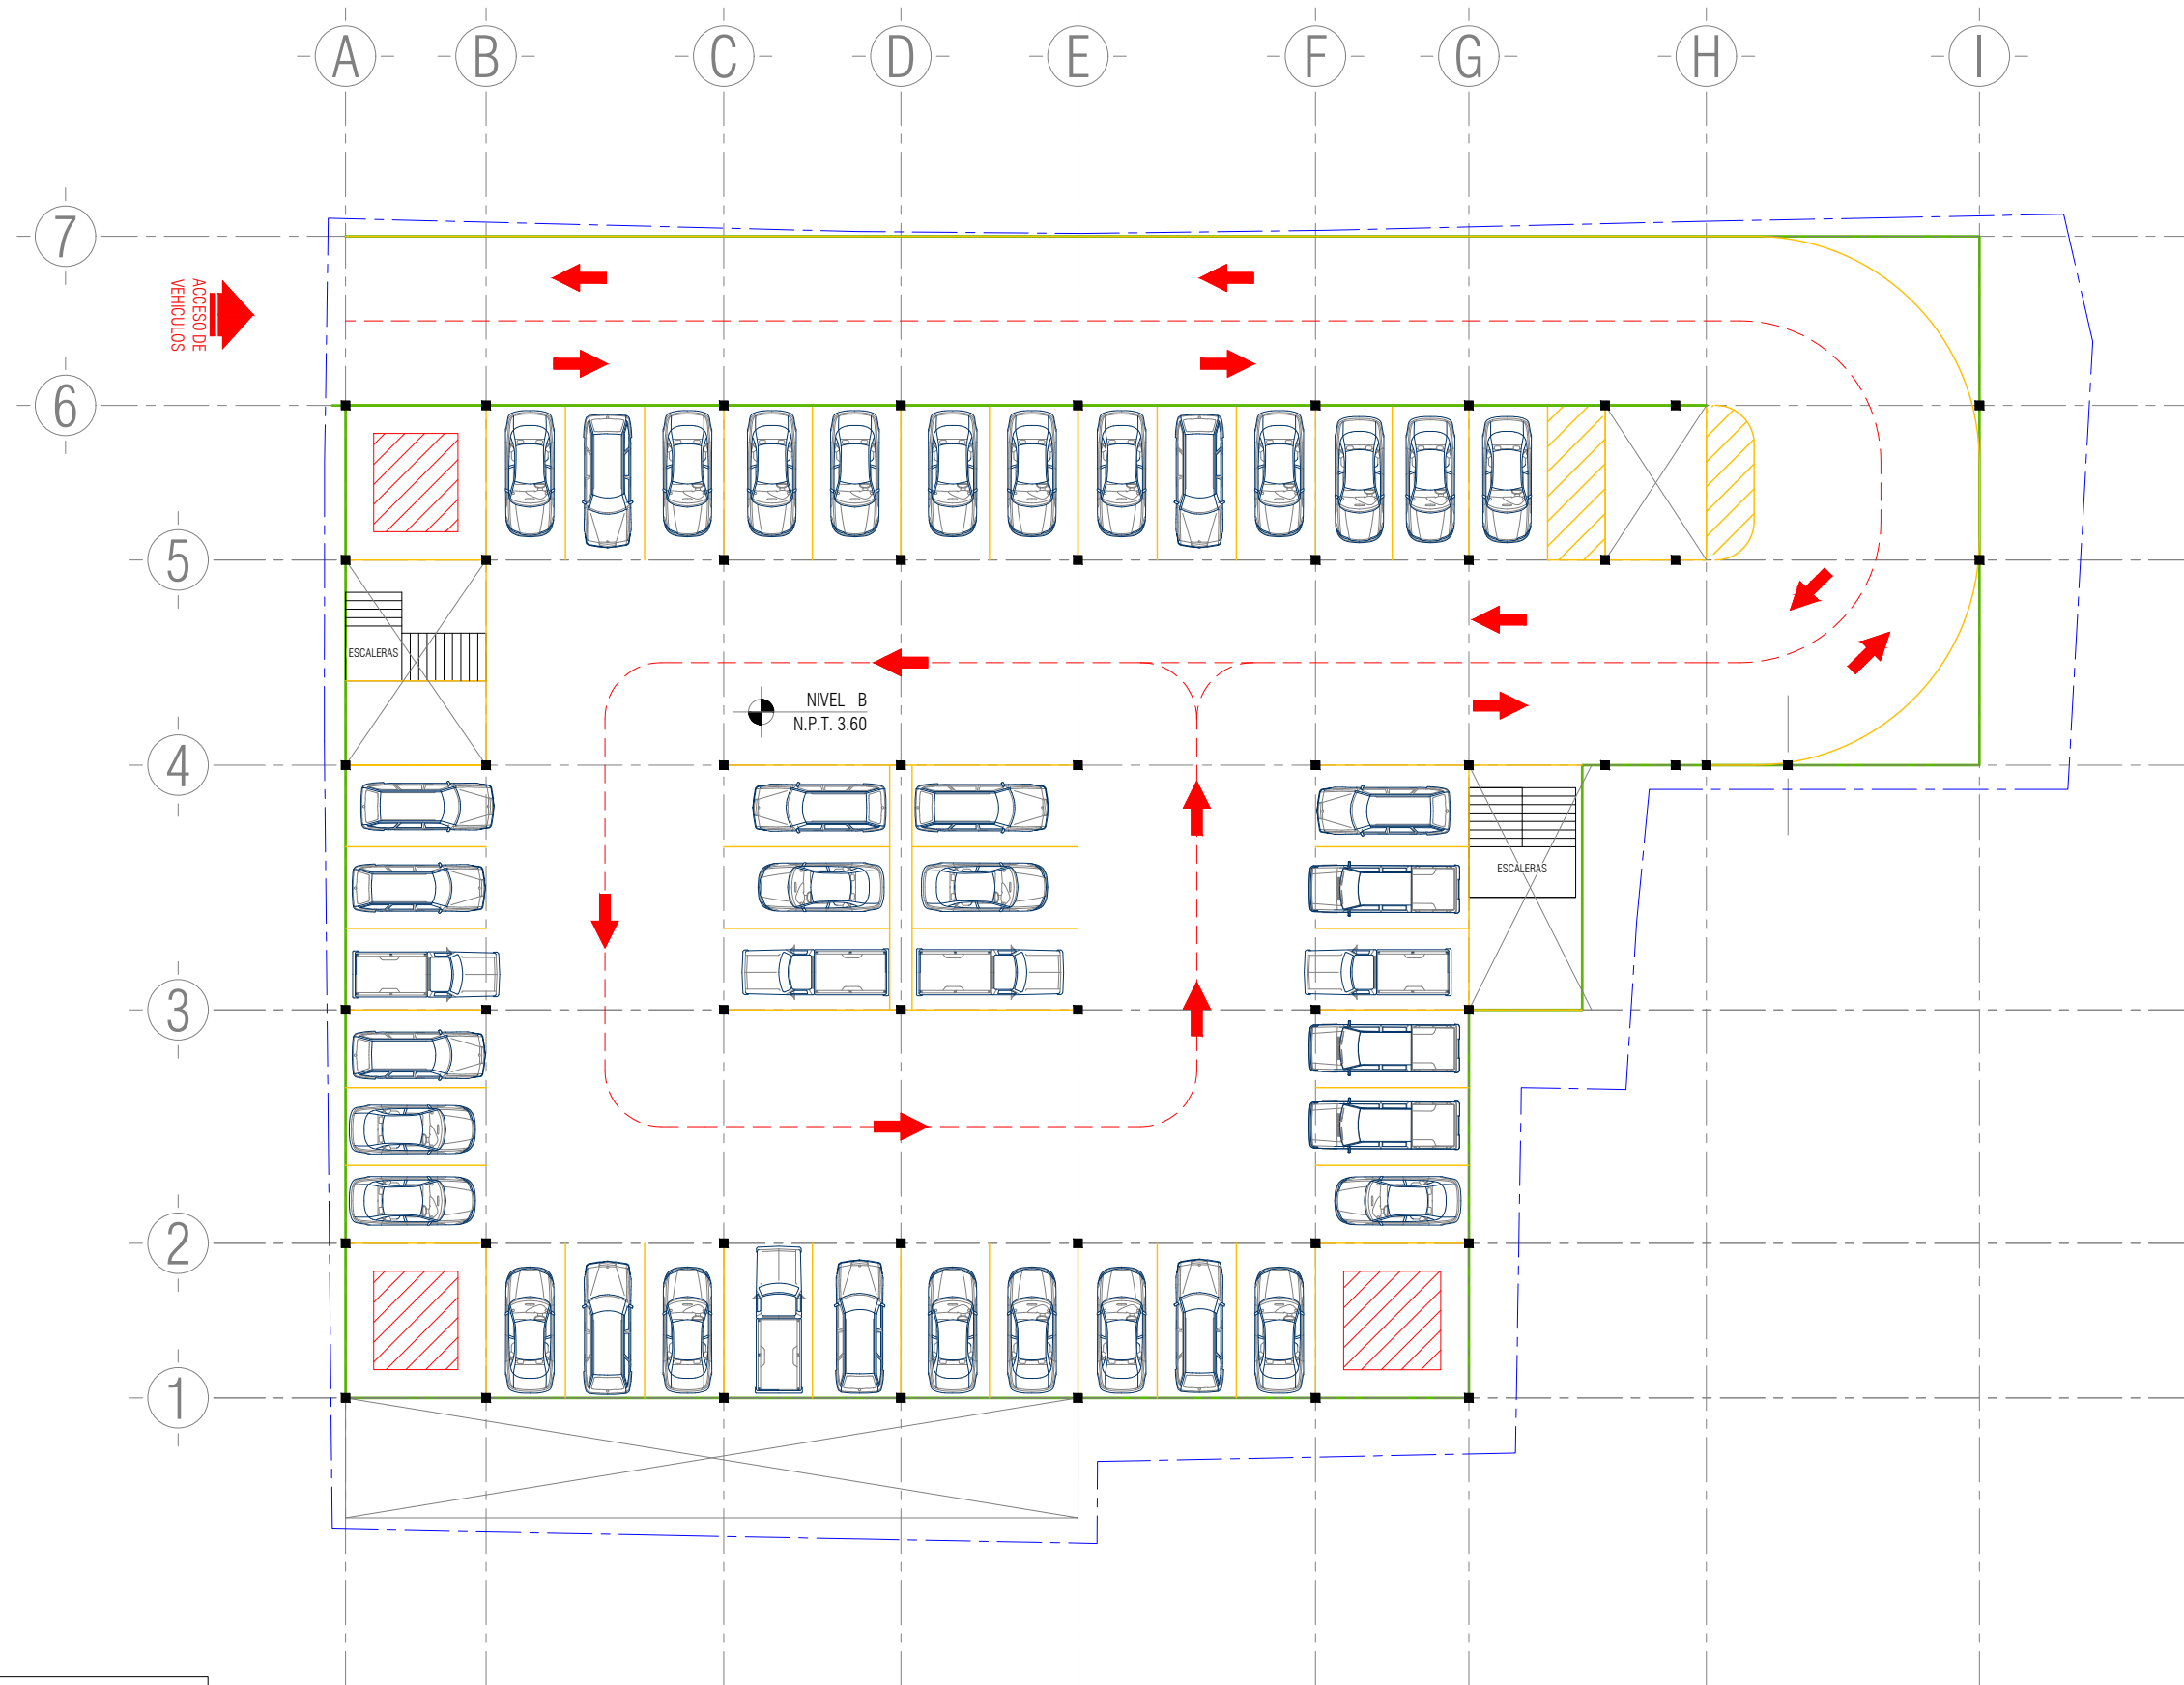 A B C D E F G H I
7
ACCESO DE
VEHICULOS
6
5
ESCALERAS
NIVEL B
N.P.T. 3.60
4
ESCALERAS
3
2
1